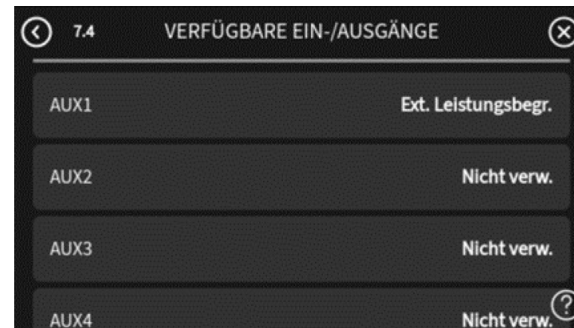 7.4 VERFÜGBARE EIN-/AUSGÄNGE
AUX1 Ext. Leistungsbegr.
AUX2 Nicht verw.
AUX3 Nicht verw.
AUX4 Nicht verw.
?